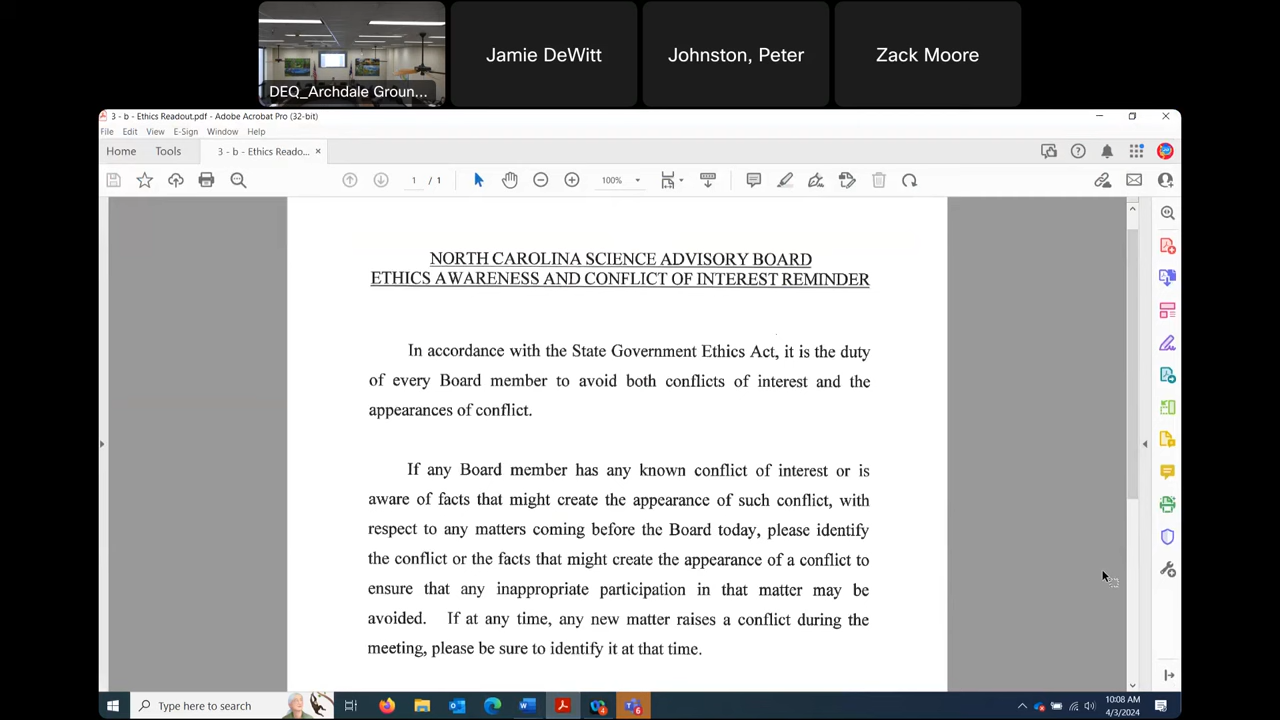 DEQ_Archdale Groun...
Jamie DeWitt
Johnston, Peter
Zack Moore
3 - b - Ethics Readout.pdf - Adobe Acrobat Pro (32-bit)
File Edit View E-Sign Window Help
Home Tools 3 - b - Ethics Reado... ×
1 / 1 100%
NORTH CAROLINA SCIENCE ADVISORY BOARD
ETHICS AWARENESS AND CONFLICT OF INTEREST REMINDER
In accordance with the State Government Ethics Act, it is the duty
of every Board member to avoid both conflicts of interest and the
appearances of conflict.
If any Board member has any known conflict of interest or is
aware of facts that might create the appearance of such conflict, with
respect to any matters coming before the Board today, please identify
the conflict or the facts that might create the appearance of a conflict to
ensure that any inappropriate participation in that matter may be
avoided. If at any time, any new matter raises a conflict during the
meeting, please be sure to identify it at that time.
Type here to search
10:08 AM
4/3/2024